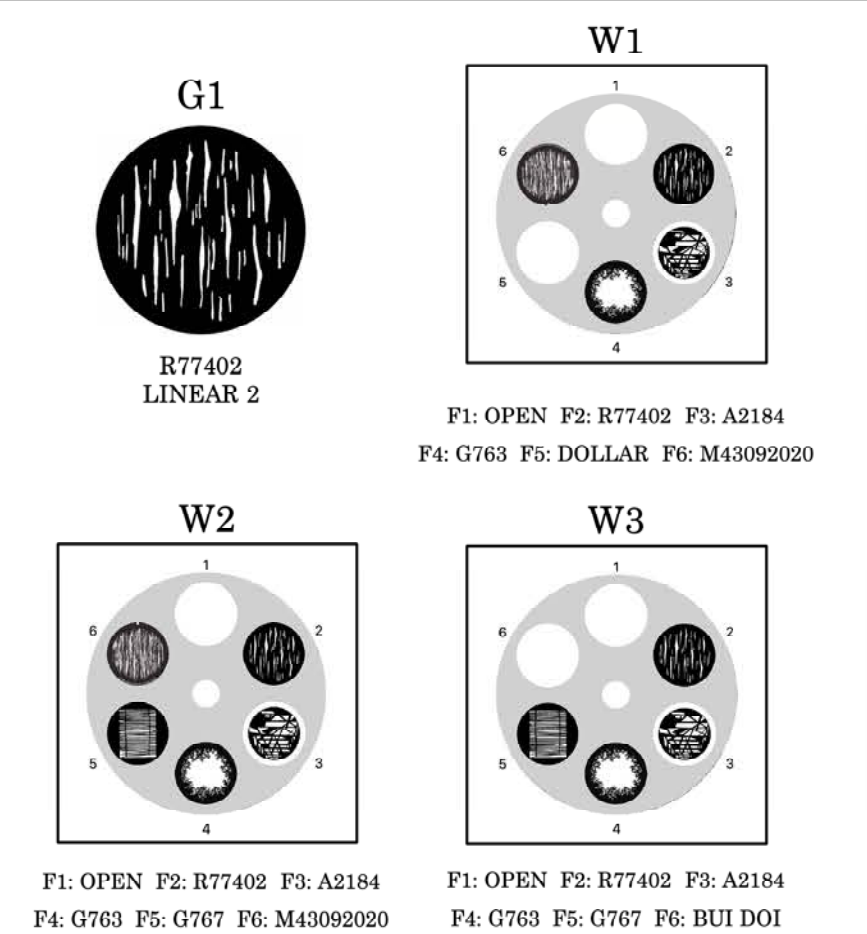 W1
G1
1
6
2
5
3
4
R77402
LINEAR 2
F1: OPEN F2: R77402 F3: A2184
F4: G763 F5: DOLLAR F6: M43092020
W2
1
6
2
5
3
4
F1: OPEN F2: R77402 F3: A2184
F4: G763 F5: G767 F6: M43092020
W3
1
6
2
5
3
4
F1: OPEN F2: R77402 F3: A2184
F4: G763 F5: G767 F6: BUI DOI